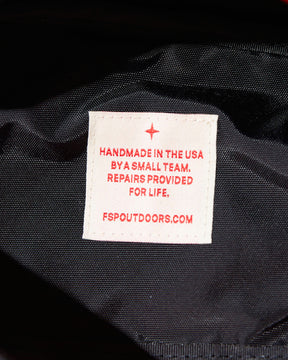 HANDMADE IN THE USA
BY A SMALL TEAM.
REPAIRS PROVIDED
FOR LIFE.
FSPOUTDOORS.COM